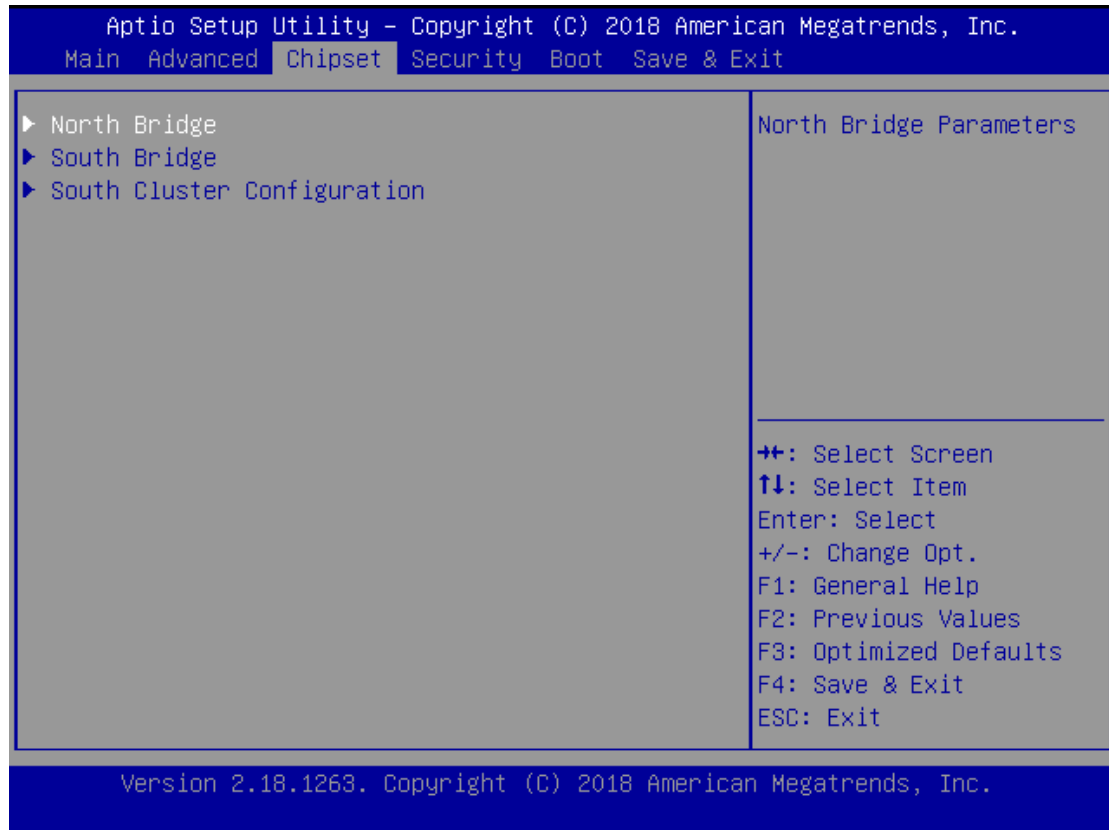 Aptio Setup Utility – Copyright (C) 2018 American Megatrends, Inc.
Main Advanced Chipset Security Boot Save & Exit
► North Bridge
► South Bridge
► South Cluster Configuration
North Bridge Parameters
→←: Select Screen
↑↓: Select Item
Enter: Select
+/-: Change Opt.
F1: General Help
F2: Previous Values
F3: Optimized Defaults
F4: Save & Exit
ESC: Exit
Version 2.18.1263. Copyright (C) 2018 American Megatrends, Inc.